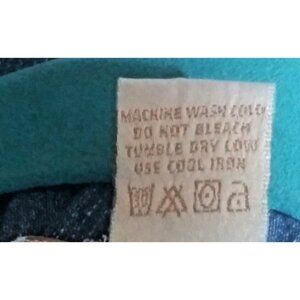 MACHINE WASH COLD
DO NOT BLEACH
TUMBLE DRY LOW
USE COOL IRON